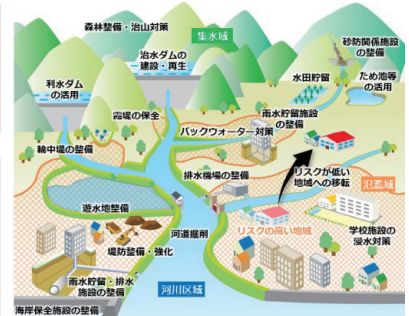 森林整備・治山対策
集水域
砂防関係施設
の整備
治水ダムの
建設・再生
利水ダム
の活用
水田貯留
ため池等
の活用
霞堤の保全
雨水貯留施設
の整備
バックウォーター対策
輪中堤の整備
排水機場の整備
リスクが低い
地域への移転
氾濫域
遊水地整備
河道掘削
リスクの高い地域
学校施設の
浸水対策
堤防整備・強化
雨水貯留・排水
施設の整備
河川区域
海岸保全施設の整備